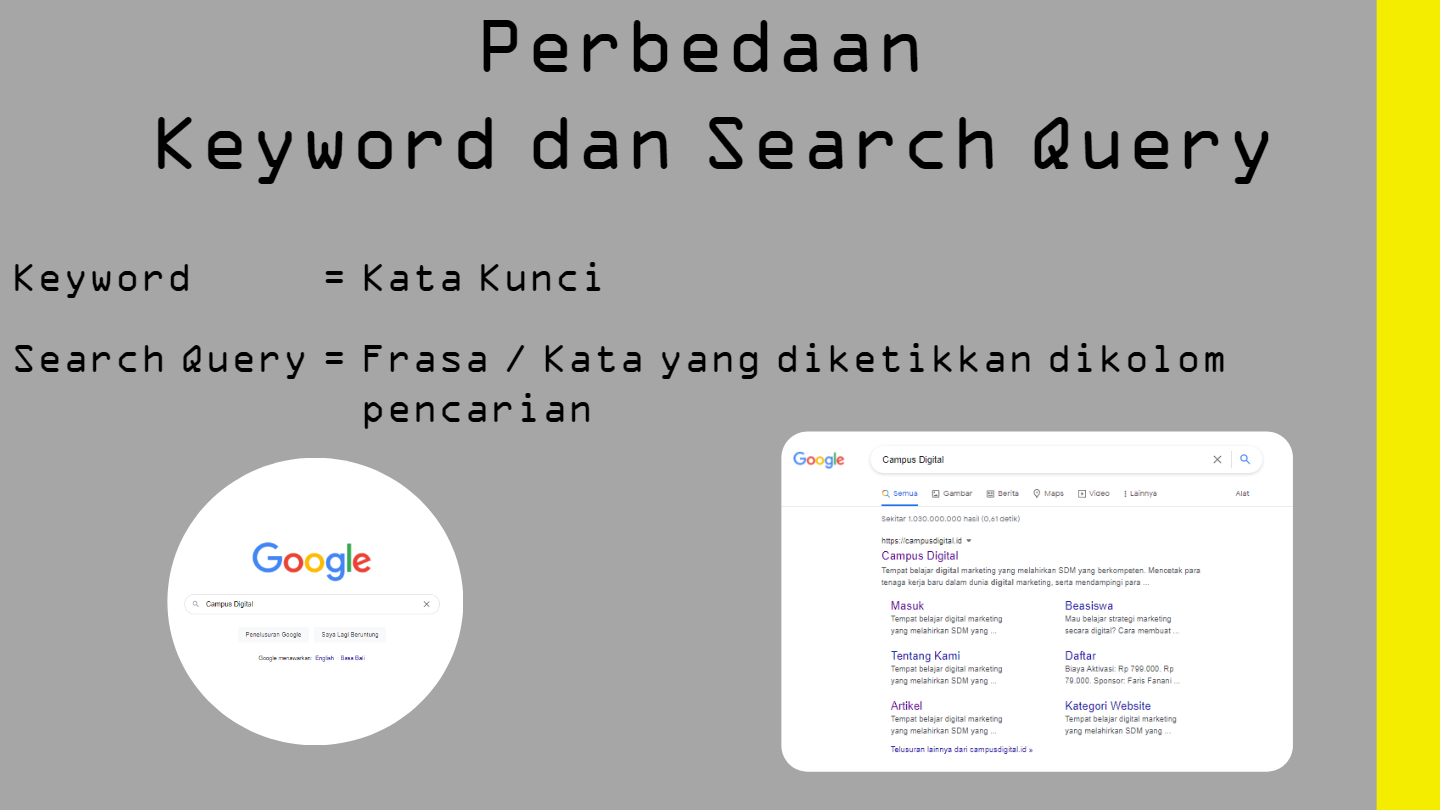 Perbedaan
Keyword dan Search Query
Keyword = Kata Kunci
Search Query = Frasa / Kata yang diketikkan dikolom
pencarian
Google
Campus Digital
Penelusuran Google Saya Lagi Beruntung
Google menawarkan: English Basa Bali
Google Campus Digital
Semua Gambar Berita Maps Video Lainnya Alat
Sekitar 1.030.000.000 hasil (0,61 detik)
https://campusdigital.id
Campus Digital
Tempat belajar digital marketing yang melahirkan SDM yang berkompeten. Mencetak para
tenaga kerja baru dalam dunia digital marketing, serta mendampingi para ...
Masuk
Tempat belajar digital marketing
yang melahirkan SDM yang ...
Beasiswa
Mau belajar strategi marketing
secara digital? Cara membuat ...
Tentang Kami
Tempat belajar digital marketing
yang melahirkan SDM yang ...
Daftar
Biaya Aktivasi: Rp 799.000. Rp
79.000. Sponsor: Faris Fanani ...
Artikel
Tempat belajar digital marketing
yang melahirkan SDM yang ...
Kategori Website
Tempat belajar digital marketing
yang melahirkan SDM yang ...
Telusuran lainnya dari campusdigital.id »